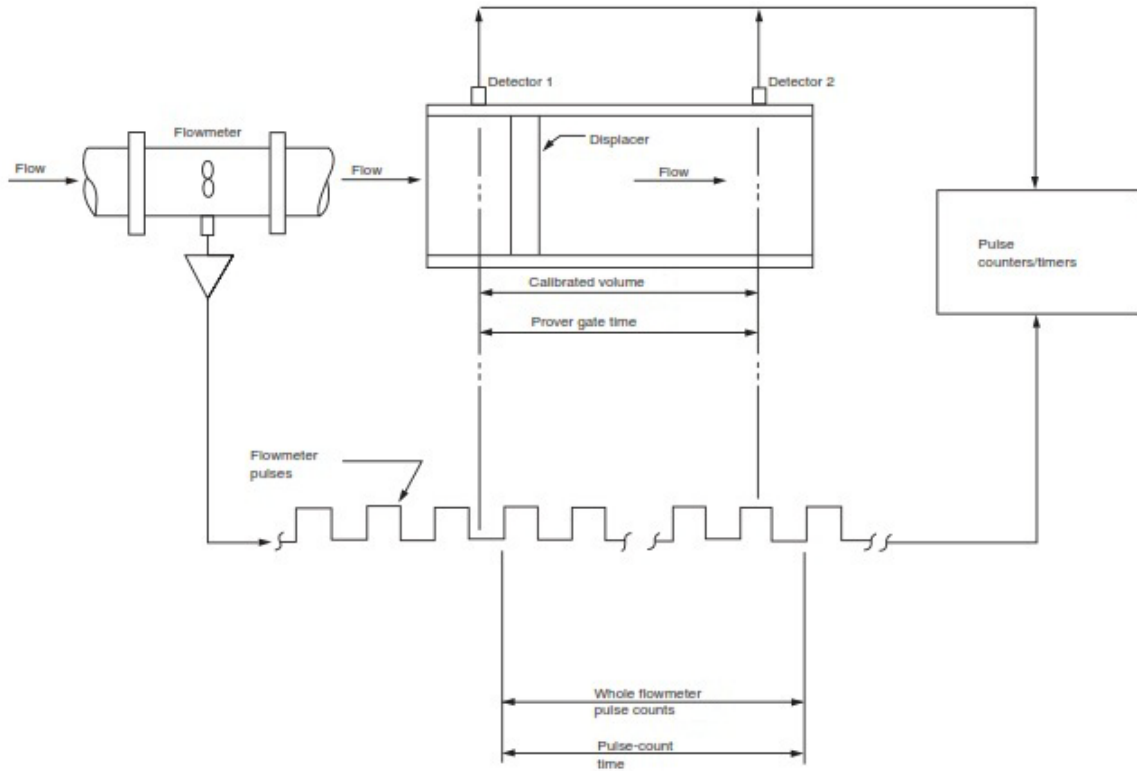 Detector 1
Detector 2
Flowmeter
Displacer
Flow
Flow
Flow
Pulse
counters/timers
Calibrated volume
Prover gate time
Flowmeter
pulses
Whole flowmeter
pulse counts
Pulse-count
time